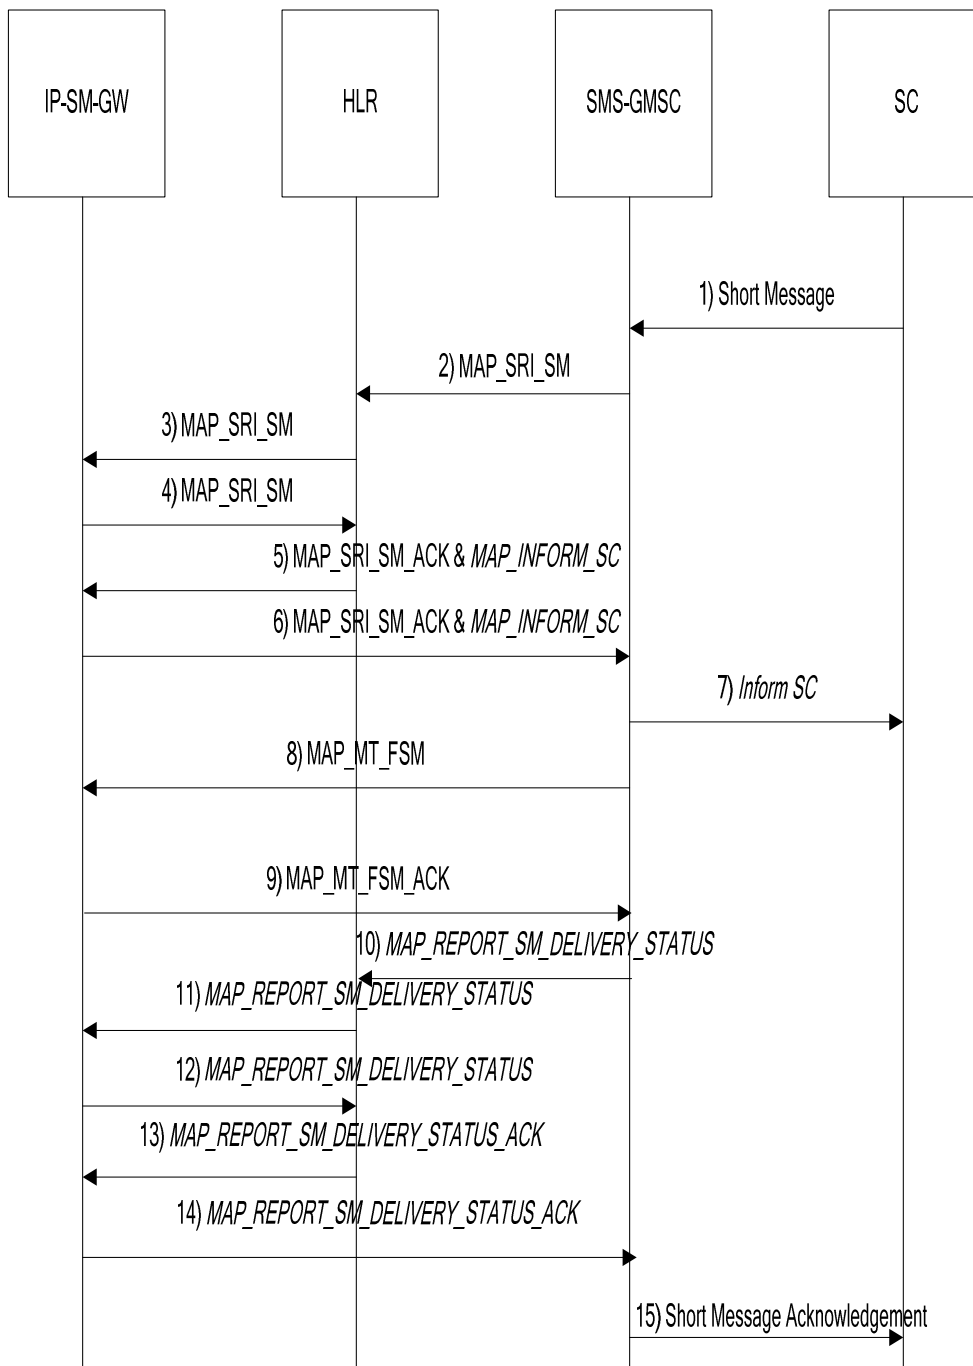 IP-SM-GW
HLR
SMS-GMSC
SC
1) Short Message
2) MAP_SRI_SM
3) MAP_SRI_SM
4) MAP_SRI_SM
5) MAP_SRI_SM_ACK & MAP_INFORM_SC
6) MAP_SRI_SM_ACK & MAP_INFORM_SC
7) Inform SC
8) MAP_MT_FSM
9) MAP_MT_FSM_ACK
10) MAP_REPORT_SM_DELIVERY_STATUS
11) MAP_REPORT_SM_DELIVERY_STATUS
12) MAP_REPORT_SM_DELIVERY_STATUS
13) MAP_REPORT_SM_DELIVERY_STATUS_ACK
14) MAP_REPORT_SM_DELIVERY_STATUS_ACK
15) Short Message Acknowledgement